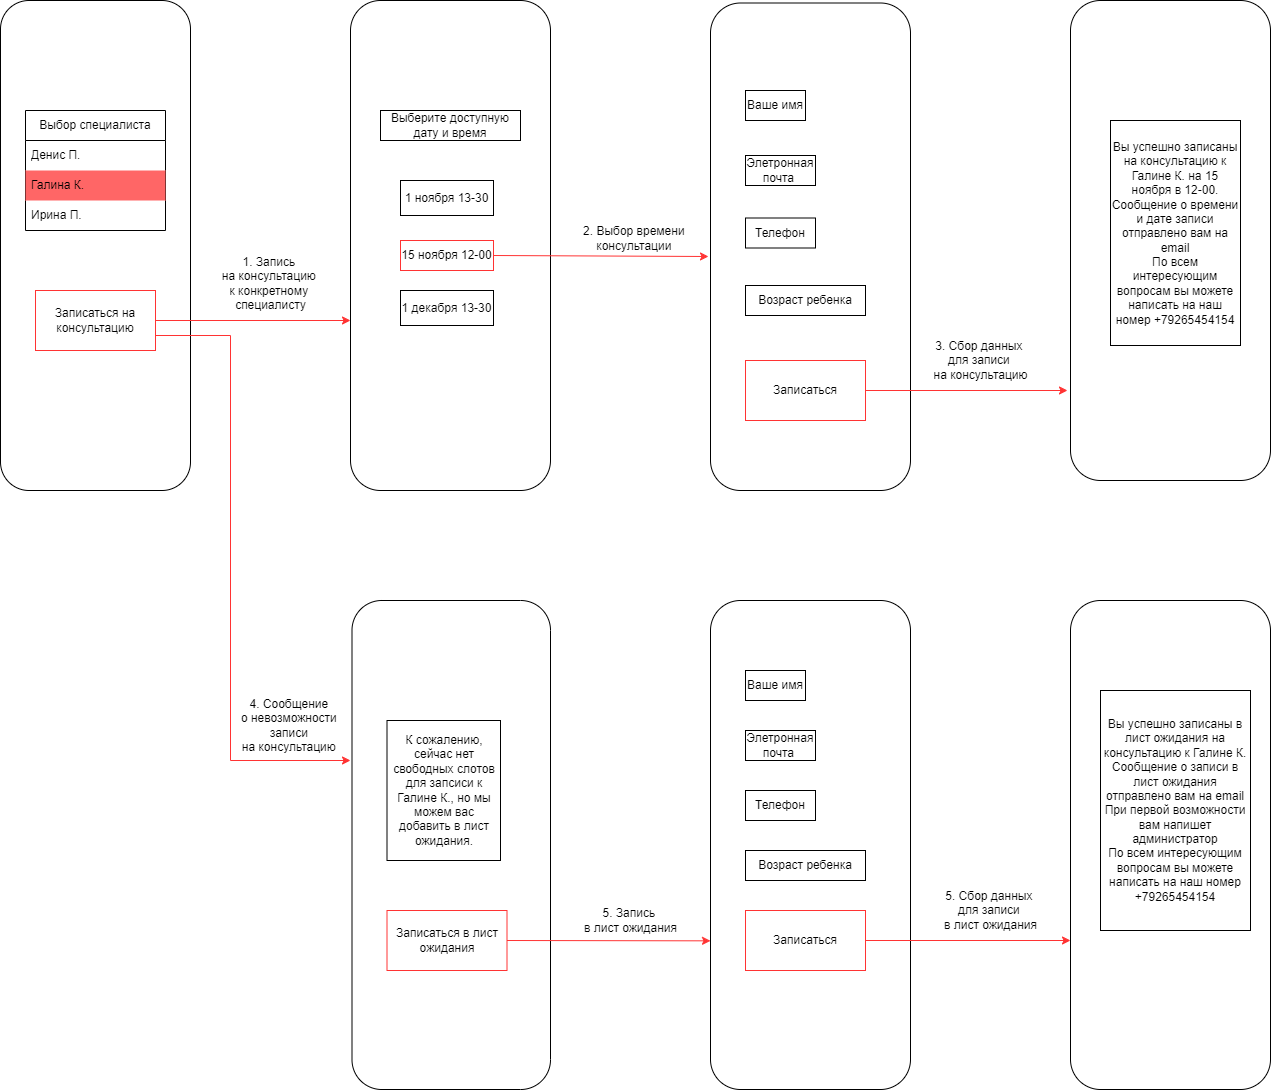 Выбор специалиста
Денис П.
Галина К.
Ирина П.
Записаться на
консультацию
1. Запись
на консультацию
к конкретному
специалисту
Выберите доступную
дату и время
1 ноября 13-30
15 ноября 12-00
1 декабря 13-30
2. Выбор времени
консультации
Ваше имя
Элетронная
почта
Телефон
Возраст ребенка
Записаться
3. Сбор данных
для записи
на консультацию
Вы успешно записаны
на консультацию к
Галине К. на 15
ноября в 12-00.
Сообщение о времени
и дате записи
отправлено вам на
email
По всем
интересующим
вопросам вы можете
написать на наш
номер +79265454154
4. Сообщение
о невозможности
записи
на консультацию
К сожалению,
сейчас нет
свободных слотов
для запсиси к
Галине К., но мы
можем вас
добавить в лист
ожидания.
Записаться в лист
ожидания
5. Запись
в лист ожидания
Ваше имя
Элетронная
почта
Телефон
Возраст ребенка
Записаться
5. Сбор данных
для записи
в лист ожидания
Вы успешно записаны в
лист ожидания на
консультацию к Галине К.
Сообщение о записи в
лист ожидания
отправлено вам на email
При первой возможности
вам напишет
администратор
По всем интересующим
вопросам вы можете
написать на наш номер
+79265454154